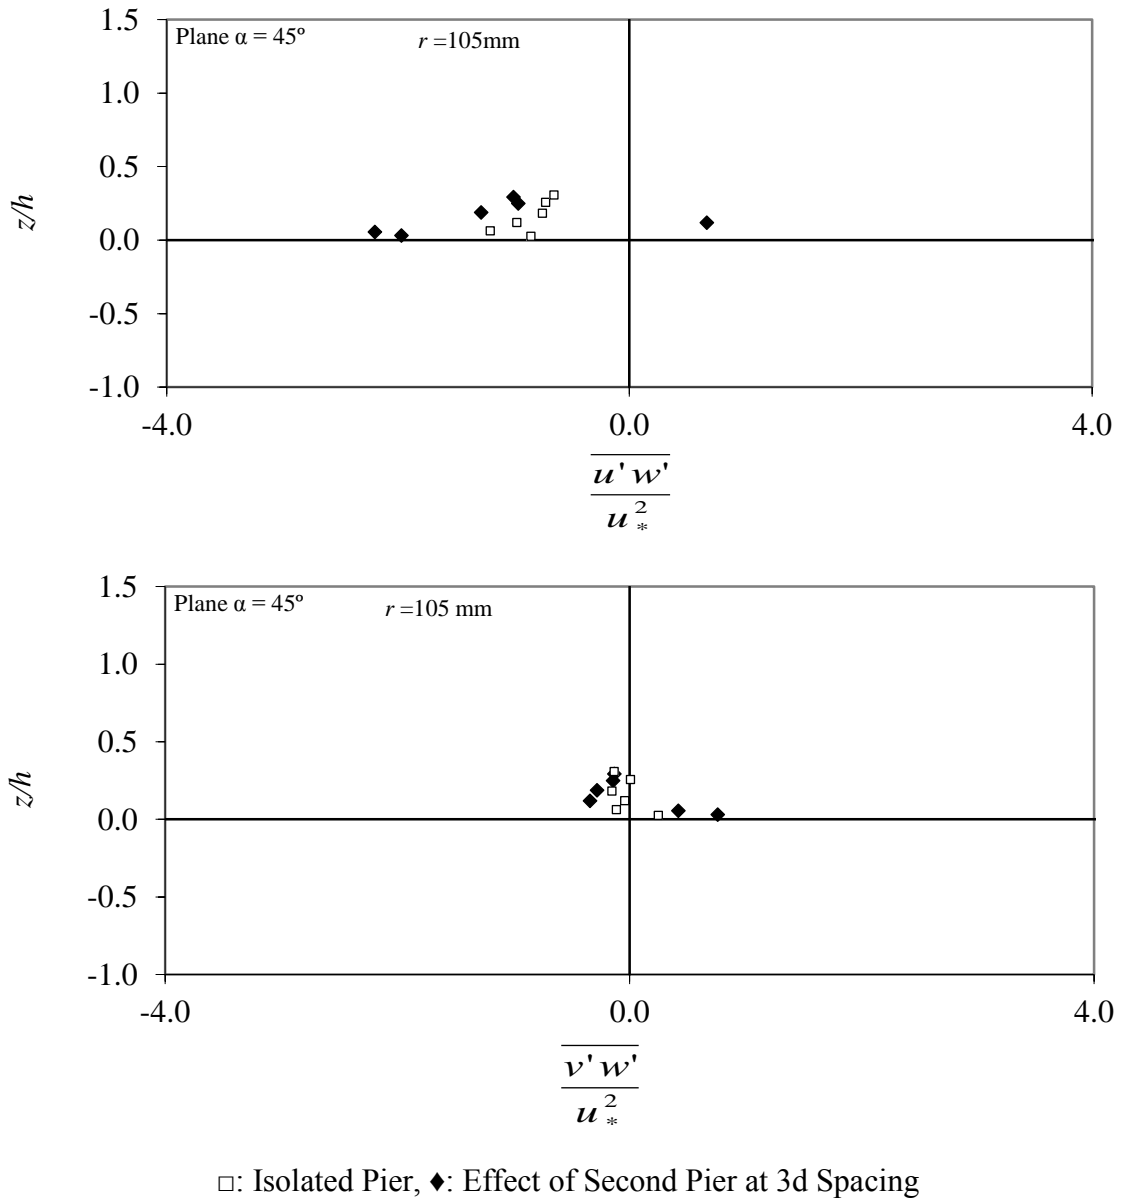 1.5
Plane α = 45º r =105mm
1.0
0.5
z/h
0.0
-0.5
-1.0
-4.0 0.0 4.0
u' w'
u*²
1.5
Plane α = 45º r =105 mm
1.0
0.5
z/h
0.0
-0.5
-1.0
-4.0 0.0 4.0
v' w'
u*²
□: Isolated Pier, ♦: Effect of Second Pier at 3d Spacing